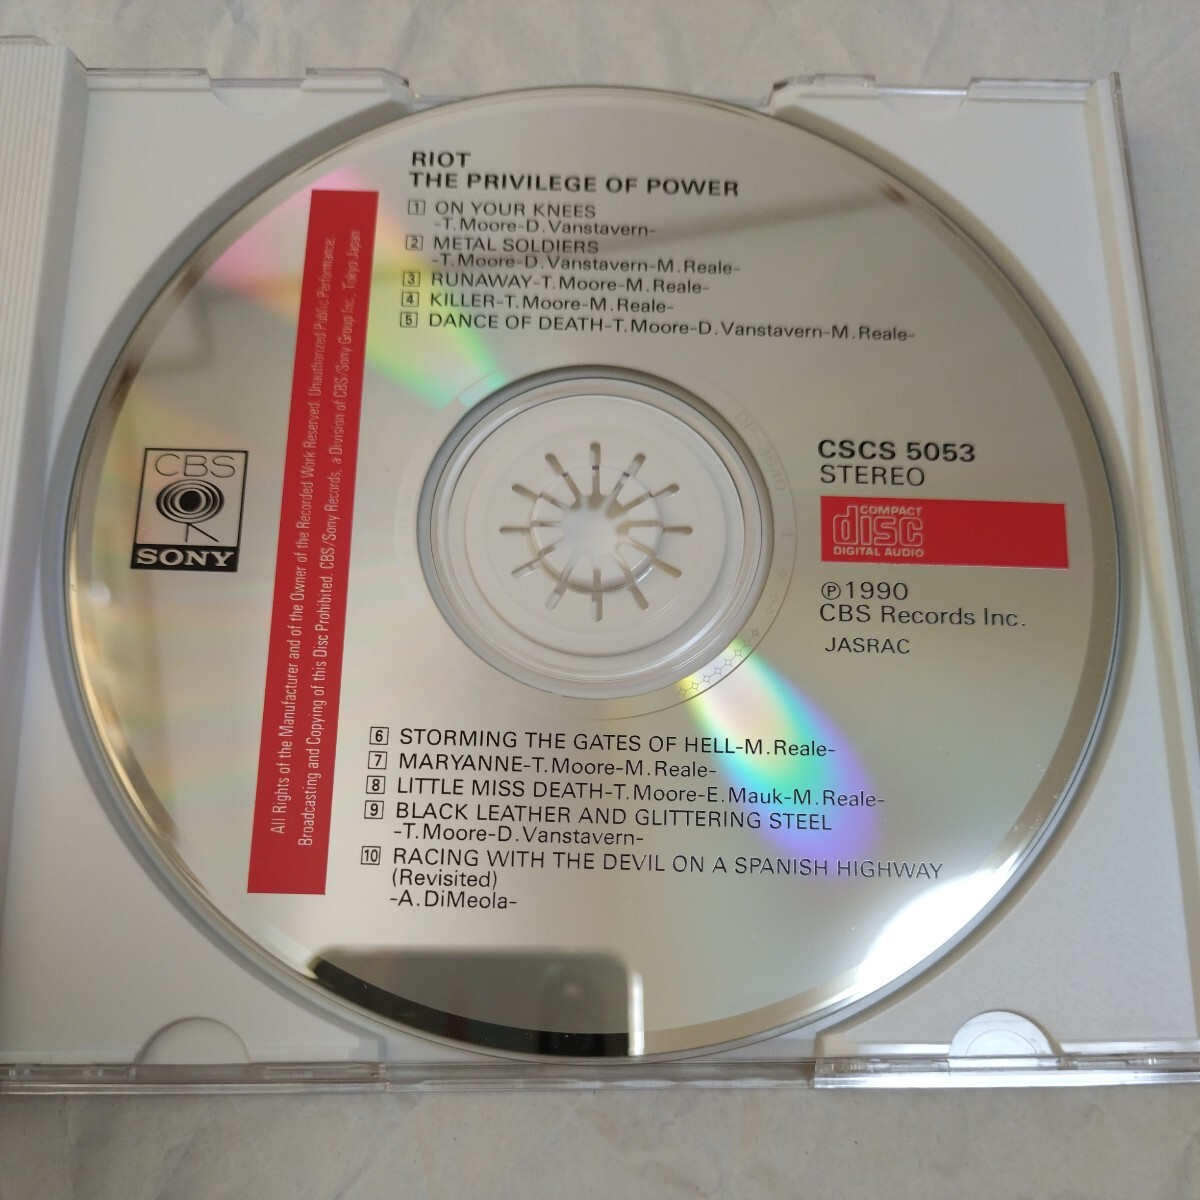 RIOT
THE PRIVILEGE OF POWER
1 ON YOUR KNEES
-T.Moore-D.Vanstavern-
2 METAL SOLDIERS
-T.Moore-D.Vanstavern-M.Reale-
3 RUNAWAY-T.Moore-M.Reale-
4 KILLER-T.Moore-M.Reale-
5 DANCE OF DEATH-T.Moore-D.Vanstavern-M.Reale-
All Rights of the Manufacturer and of the Owner of the Recorded Work Reserved. Unauthorized Public Performance,
Broadcasting and Copying of this Disc Prohibited. CBS/Sony Records, a Division of CBS/Sony Group Inc., Tokyo Japan
CBS
SONY
CSCS 5053
STEREO
COMPACT
disc
DIGITAL AUDIO
℗1990
CBS Records Inc.
JASRAC
6 STORMING THE GATES OF HELL-M.Reale-
7 MARYANNE-T.Moore-M.Reale-
8 LITTLE MISS DEATH-T.Moore-E.Mauk-M.Reale-
9 BLACK LEATHER AND GLITTERING STEEL
-T.Moore-D.Vanstavern-
10 RACING WITH THE DEVIL ON A SPANISH HIGHWAY
(Revisited)
-A.DiMeola-